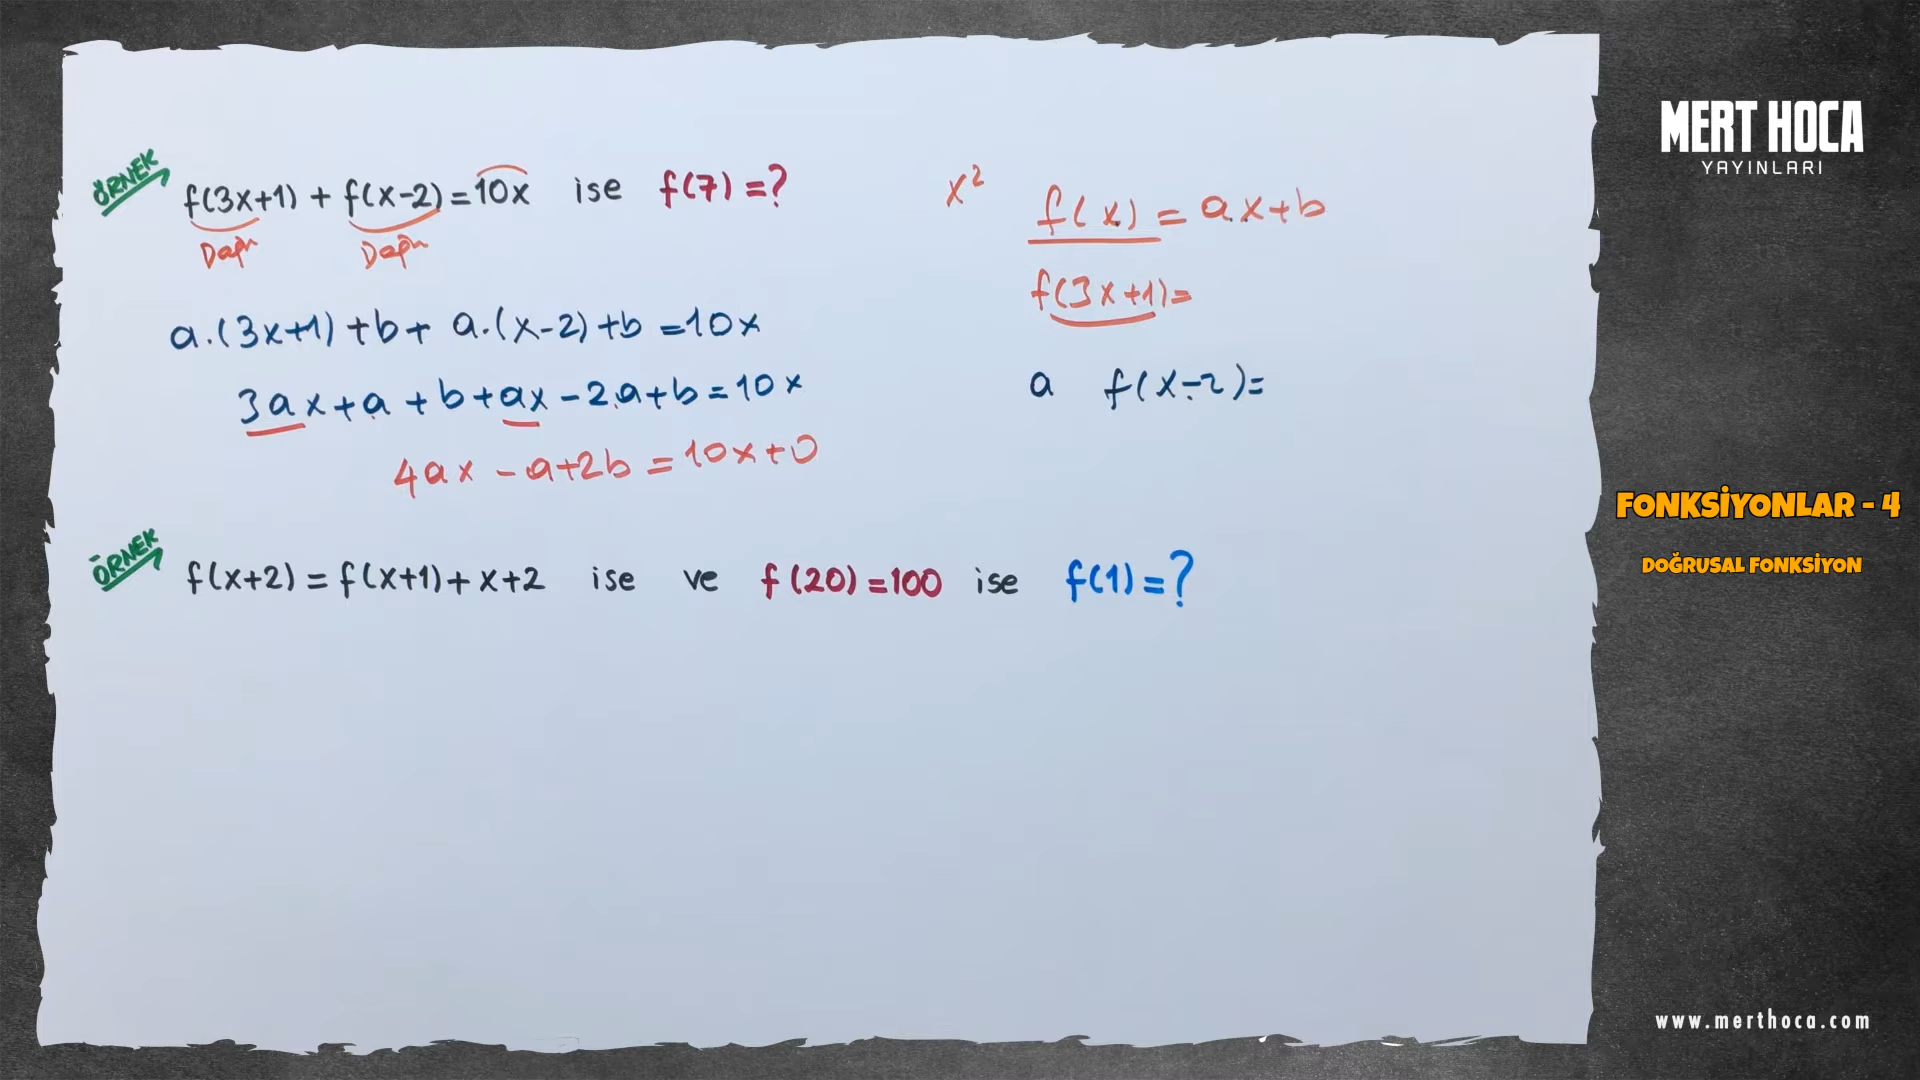 ÖRNEK
f(3x+1) + f(x-2) = 10x ise f(7) = ?
x²
f(x) = ax+b
f(3x+1) =
a.(3x+1) + b + a.(x-2) + b = 10x
a f(x-2) =
3ax + a + b + ax - 2a + b = 10x
4ax - a + 2b = 10x + 0
ÖRNEK
f(x+2) = f(x+1) + x+2 ise ve f(20) = 100 ise f(1) = ?
MERT HOCA
YAYINLARI
FONKSİYONLAR - 4
DOĞRUSAL FONKSİYON
www.merthoca.com